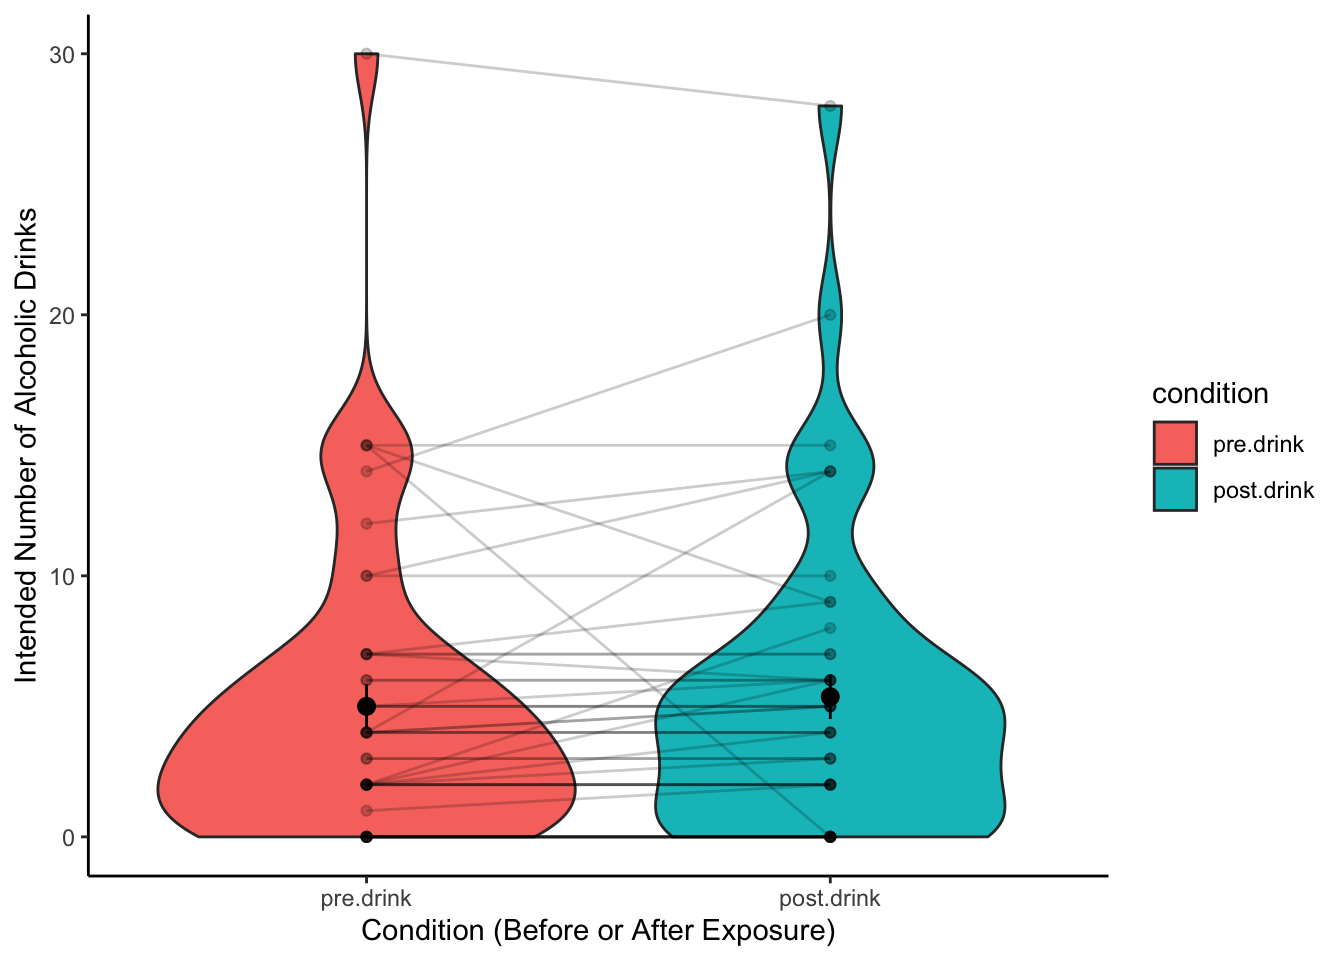 30
20
10
0
Intended Number of Alcoholic Drinks
pre.drink
post.drink
Condition (Before or After Exposure)
condition
pre.drink
post.drink